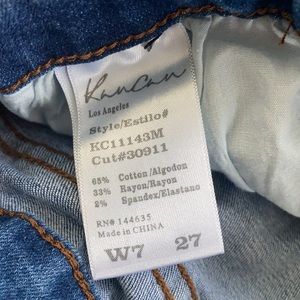 KanCan
Los Angeles
Style/Estilo#
KC11143M
Cut#30911
65% Cotton/Algodon
33% Rayon/Rayon
2% Spandex/Elastano
RN# 144635
Made in CHINA
W7 27